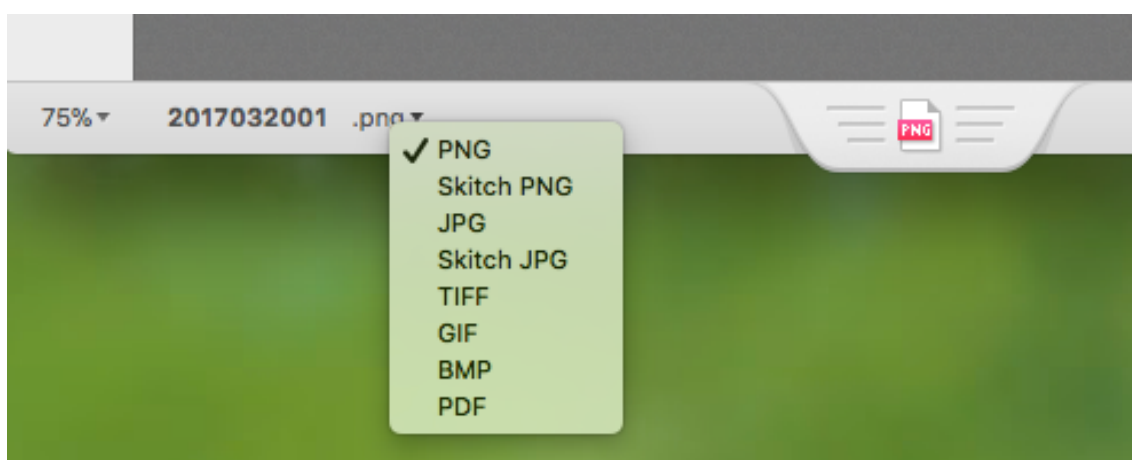 75% 2017032001 .png
PNG
✓ PNG
Skitch PNG
JPG
Skitch JPG
TIFF
GIF
BMP
PDF